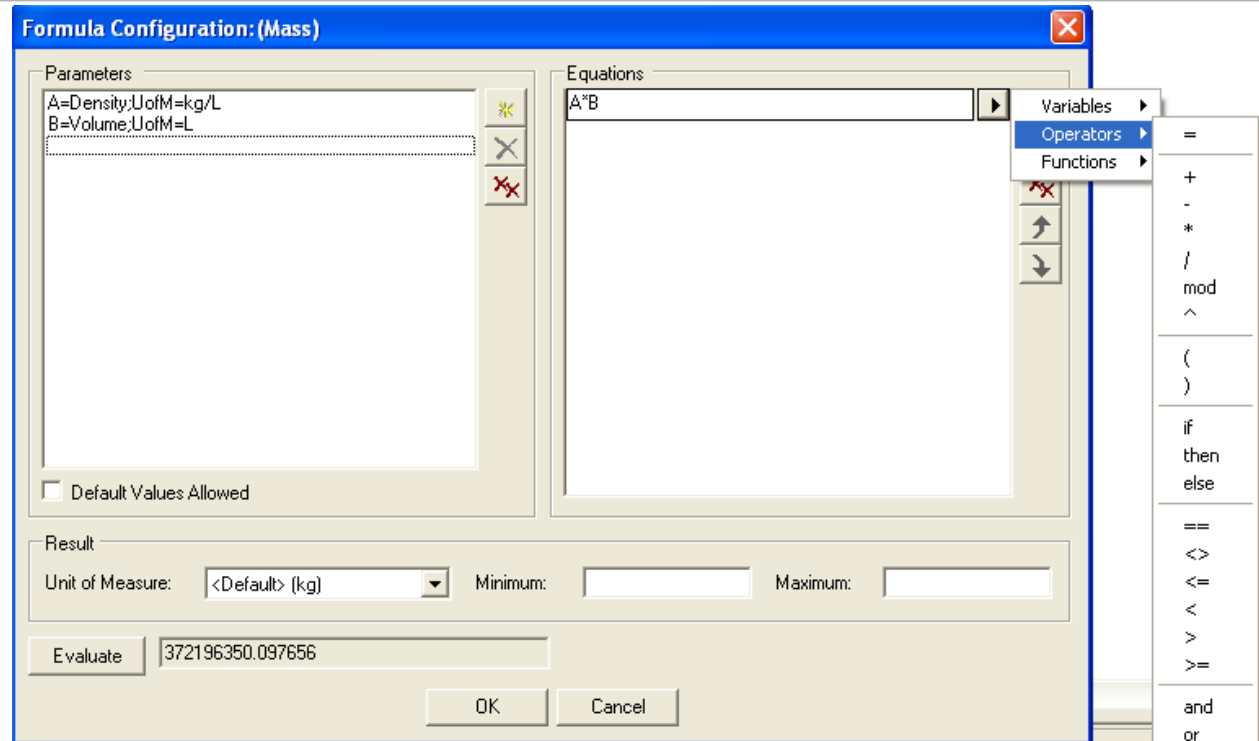 Formula Configuration: (Mass)
Parameters
A=Density;UofM=kg/L
B=Volume;UofM=L
Default Values Allowed
Equations
A*B
Variables
Operators
Functions
=
+
-
*
/
mod
^
(
)
if
then
else
==
<>
<=
<
>
>=
and
or
Result
Unit of Measure: <Default> (kg) Minimum: Maximum:
Evaluate 372196350.097656
OK Cancel